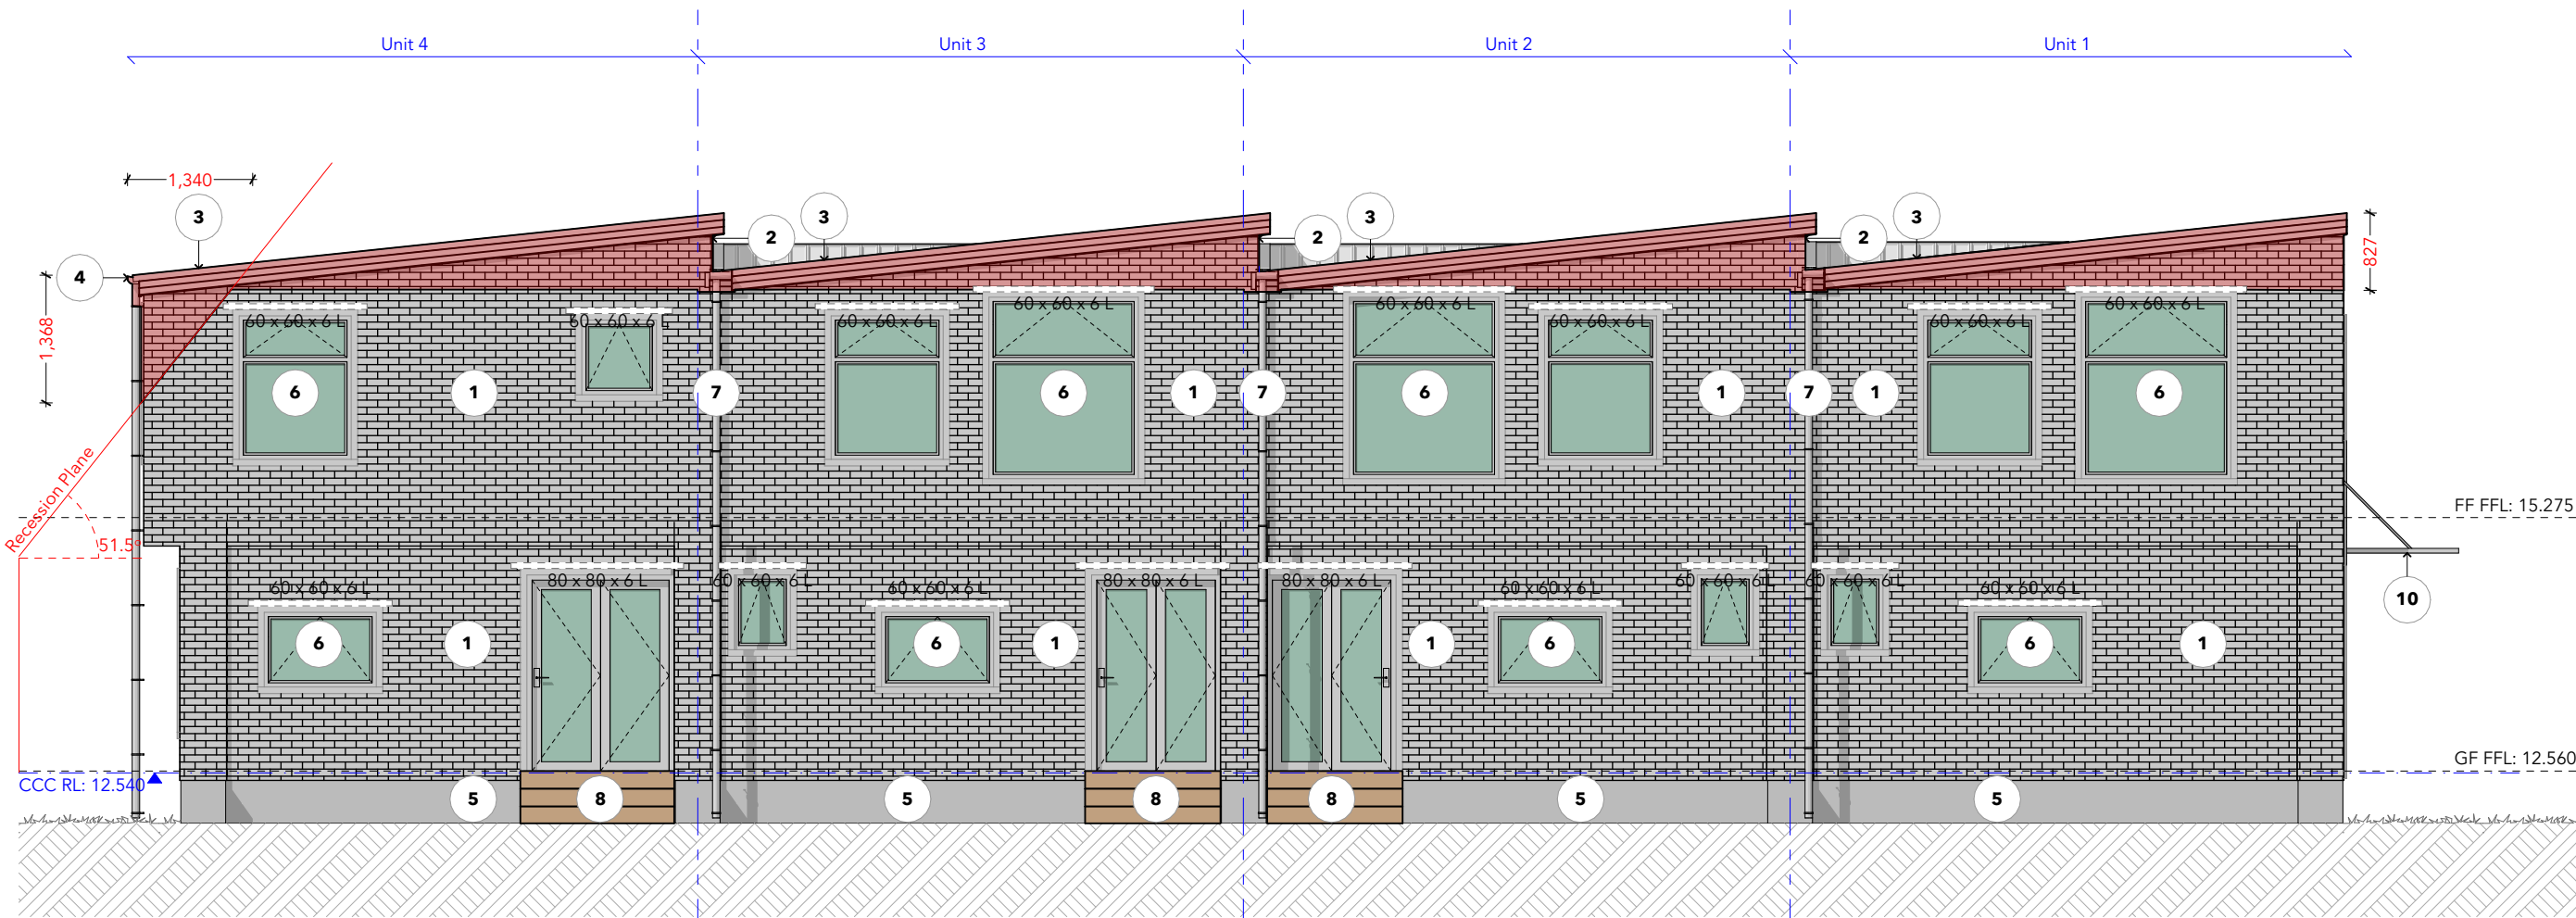 Unit 4 Unit 3 Unit 2 Unit 1
1,340
3 3 3 3
2 2 2
4
827
1,368
60 x 60 x 6 L 60 x 60 x 6 L 60 x 60 x 6 L 60 x 60 x 6 L 60 x 60 x 6 L 60 x 60 x 6 L 60 x 60 x 6 L 60 x 60 x 6 L
6 1 7 6 1 7 6 1 7 1 6
Recession Plane
51.5°
FF FFL: 15.275
60 x 60 x 6 L 80 x 80 x 6 L 60 x 60 x 6 L 60 x 60 x 6 L 80 x 80 x 6 L 80 x 80 x 6 L 60 x 60 x 6 L 60 x 60 x 6 L 60 x 60 x 6 L 60 x 60 x 6 L
10
6 1 6 1 1 6 6 1
GF FFL: 12.560
CCC RL: 12.540
5 8 5 8 8 5 5